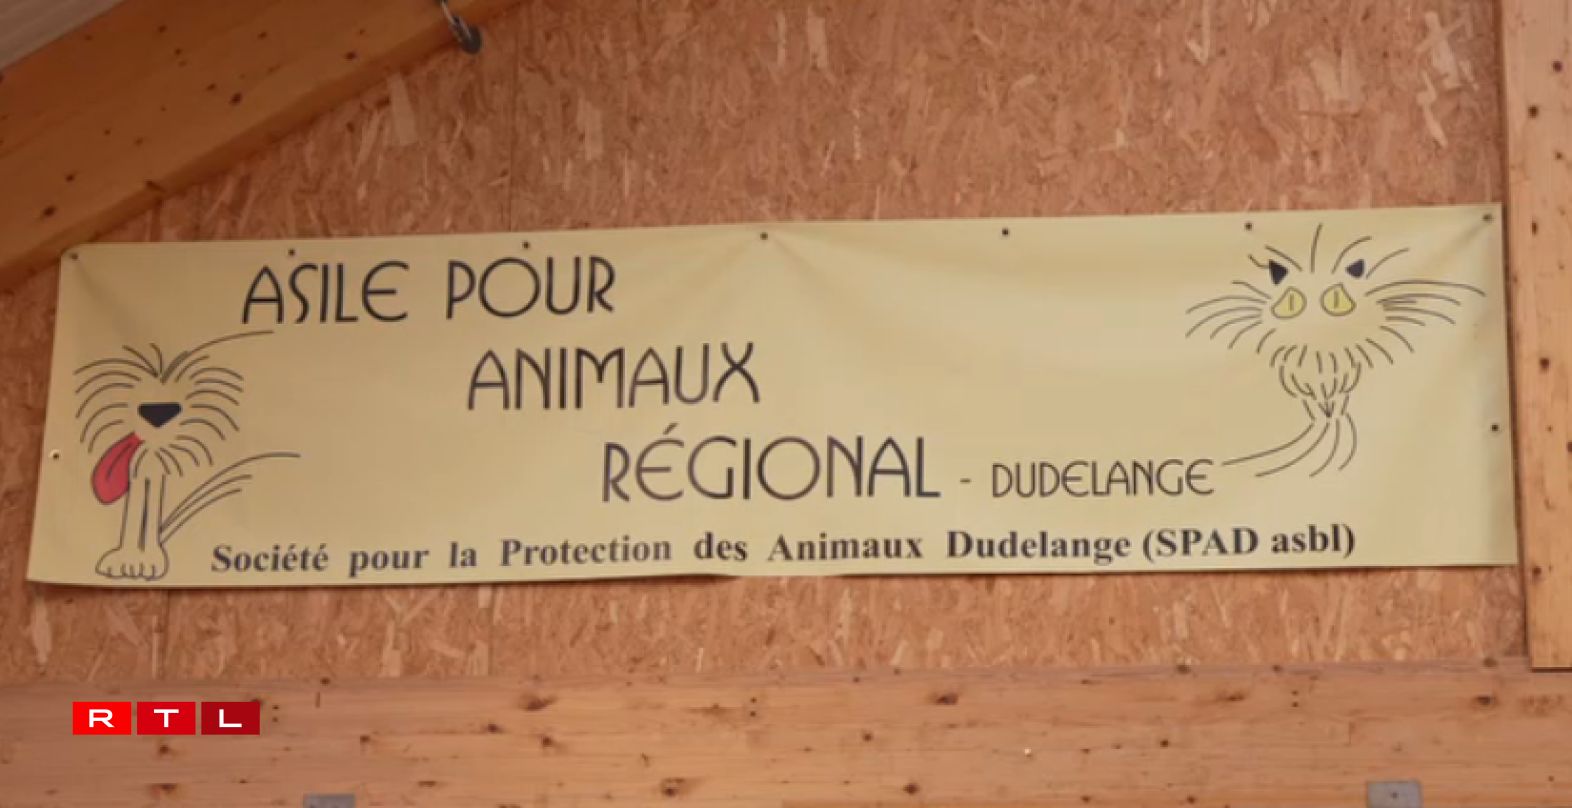 ASILE POUR
ANIMAUX
RÉGIONAL - DUDELANGE
Société pour la Protection des Animaux Dudelange (SPAD asbl)
RTL